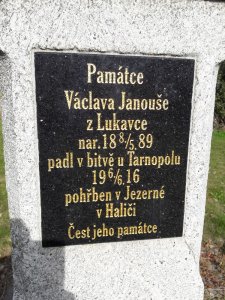 Památce
Václava Janouše
z Lukavce
nar. 18 8/5. 89
padl v bitvě u Tarnopolu
19 6/6. 16
pohřben v Jezerné
v Haliči
Čest jeho památce